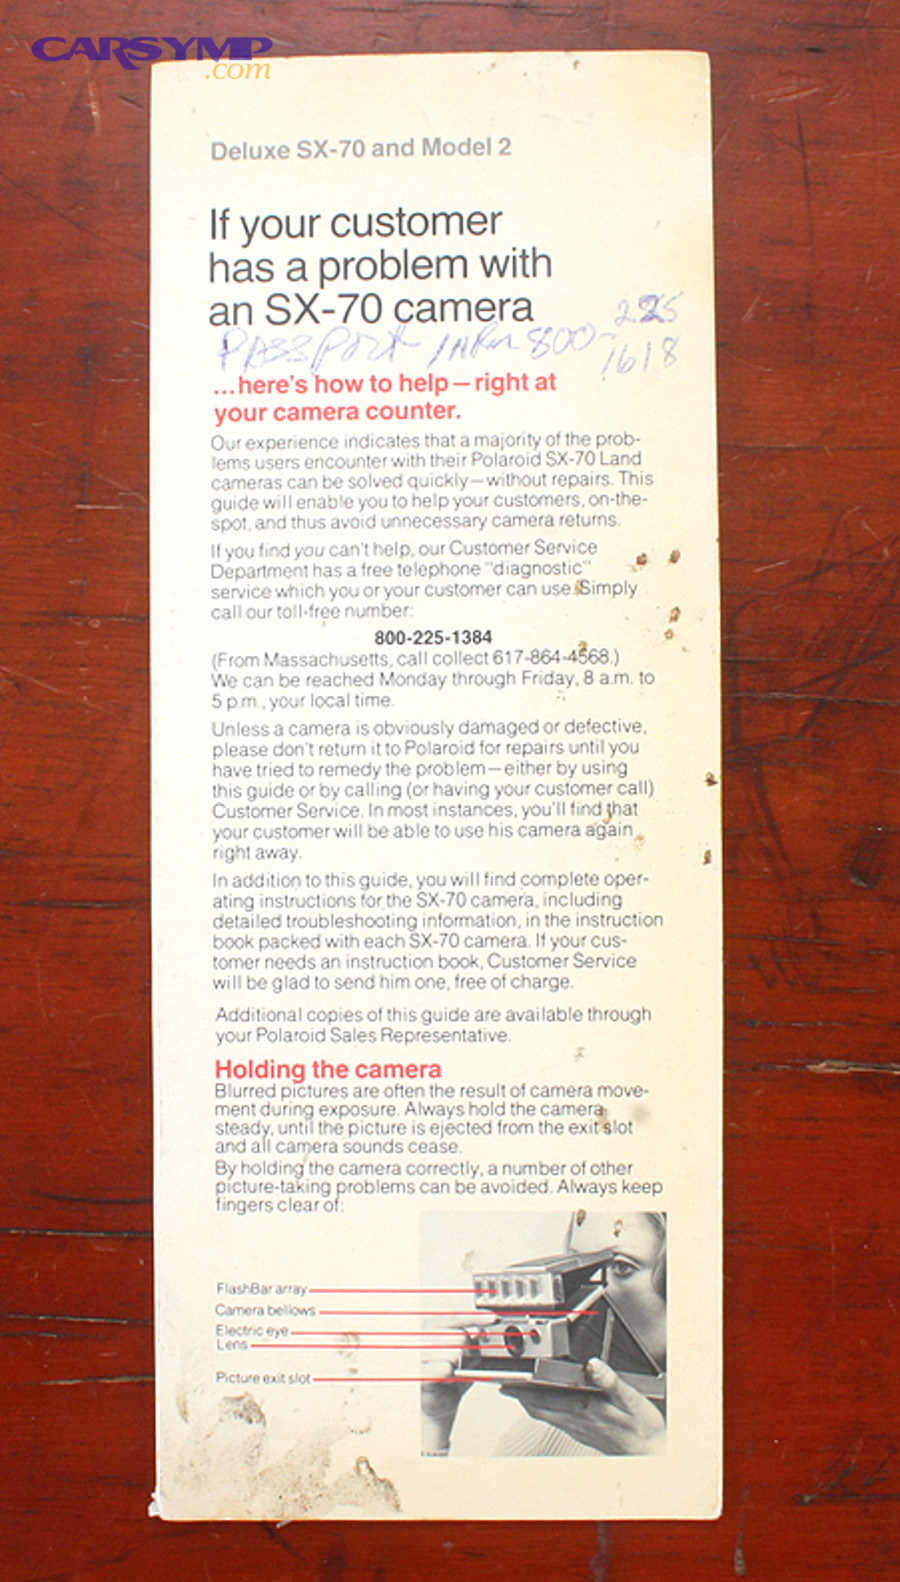 CARSYMP
.com
Deluxe SX-70 and Model 2
If your customer
has a problem with
an SX-70 camera
PASSPORT 800-225
1618
...here's how to help—right at
your camera counter.
Our experience indicates that a majority of the prob-
lems users encounter with their Polaroid SX-70 Land
cameras can be solved quickly—without repairs. This
guide will enable you to help your customers, on-the-
spot, and thus avoid unnecessary camera returns.
If you find you can't help, our Customer Service
Department has a free telephone "diagnostic"
service which you or your customer can use. Simply
call our toll-free number:
800-225-1384
(From Massachusetts, call collect 617-864-4568.)
We can be reached Monday through Friday, 8 a.m. to
5 p.m., your local time.
Unless a camera is obviously damaged or defective,
please don't return it to Polaroid for repairs until you
have tried to remedy the problem—either by using
this guide or by calling (or having your customer call)
Customer Service. In most instances, you'll find that
your customer will be able to use his camera again
right away.
In addition to this guide, you will find complete oper-
ating instructions for the SX-70 camera, including
detailed troubleshooting information, in the instruction
book packed with each SX-70 camera. If your cus-
tomer needs an instruction book, Customer Service
will be glad to send him one, free of charge.
Additional copies of this guide are available through
your Polaroid Sales Representative.
Holding the camera
Blurred pictures are often the result of camera move-
ment during exposure. Always hold the camera
steady, until the picture is ejected from the exit slot
and all camera sounds cease.
By holding the camera correctly, a number of other
picture-taking problems can be avoided. Always keep
fingers clear of:
FlashBar array
Camera bellows
Electric eye
Lens
Picture exit slot